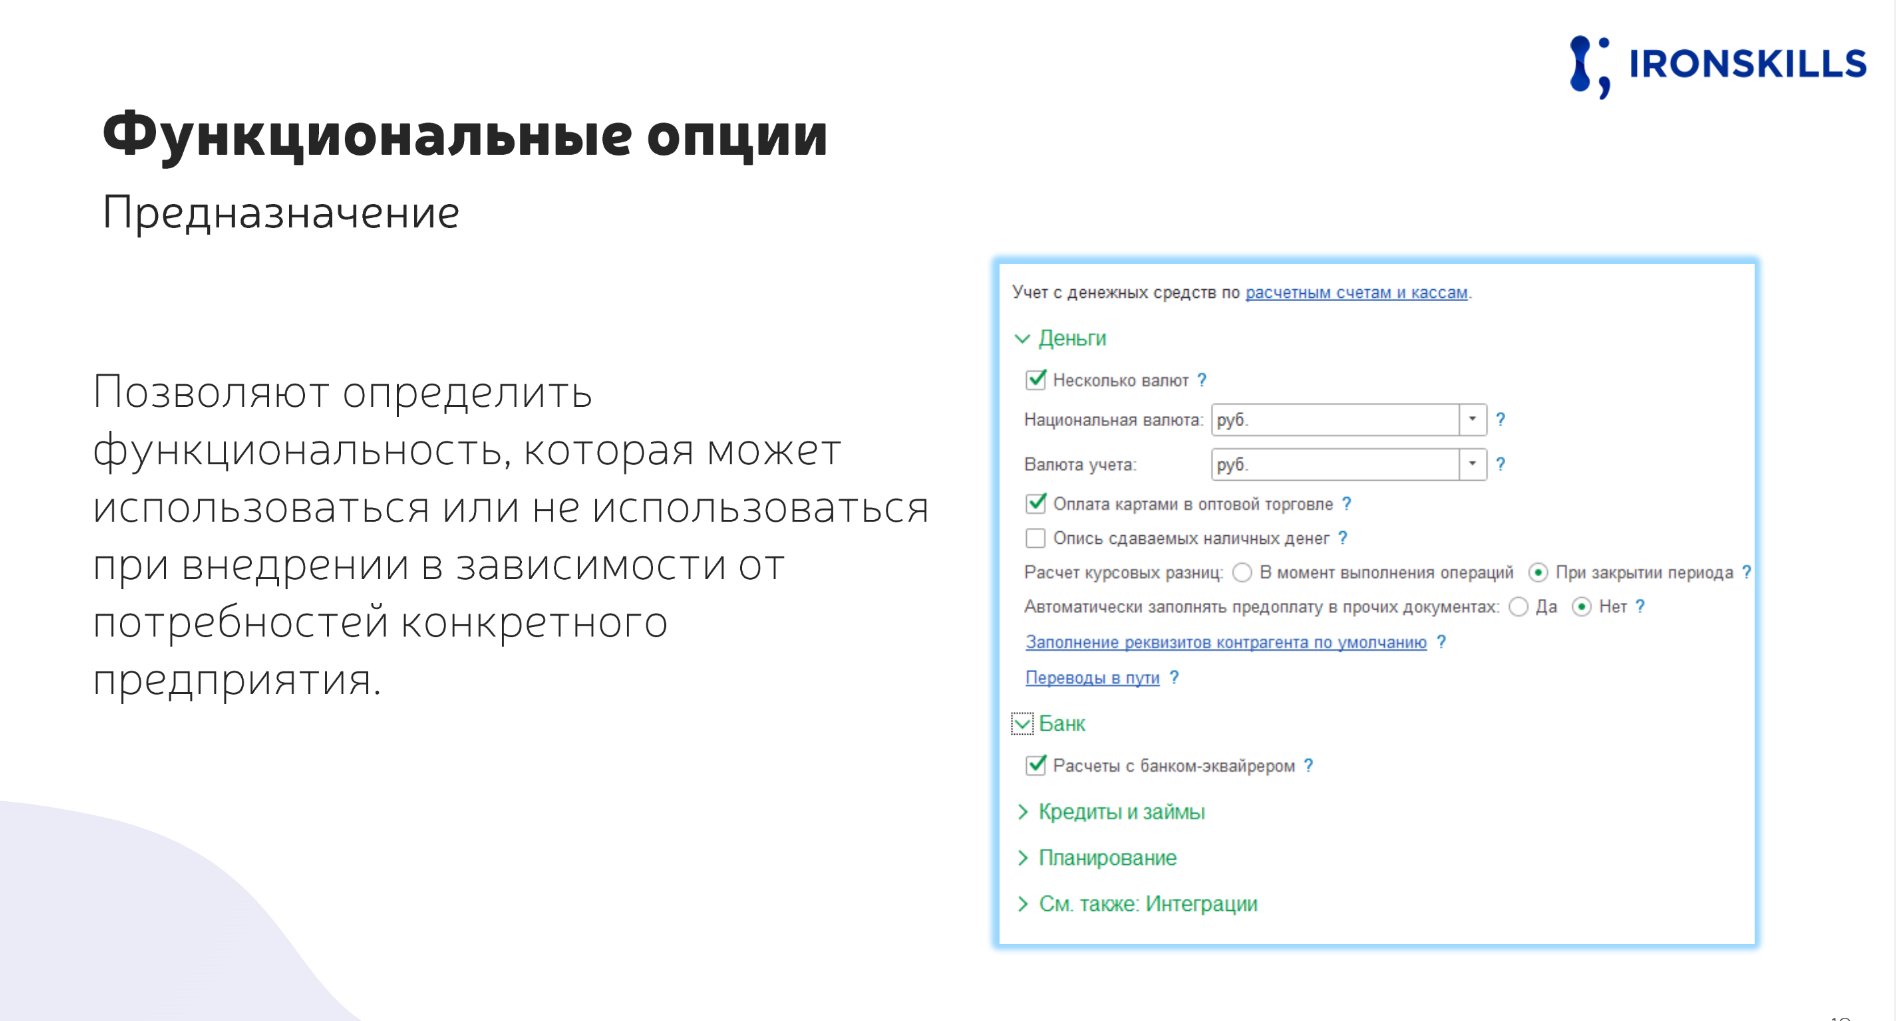 IRONSKILLS
Функциональные опции
Предназначение
Позволяют определить
функциональность, которая может
использоваться или не использоваться
при внедрении в зависимости от
потребностей конкретного
предприятия.
Учет с денежных средств по расчетным счетам и кассам.
Деньги
Несколько валют ?
Национальная валюта: руб. ?
Валюта учета: руб. ?
Оплата картами в оптовой торговле ?
Опись сдаваемых наличных денег ?
Расчет курсовых разниц: В момент выполнения операций При закрытии периода ?
Автоматически заполнять предоплату в прочих документах: Да Нет ?
Заполнение реквизитов контрагента по умолчанию ?
Переводы в пути ?
Банк
Расчеты с банком-эквайрером ?
Кредиты и займы
Планирование
См. также: Интеграции